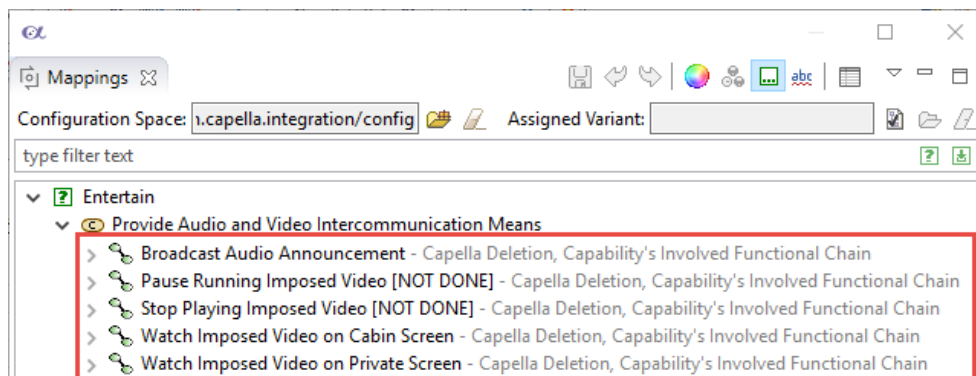 Mappings
abc
Configuration Space: ı.capella.integration/config Assigned Variant:
type filter text
Entertain
Provide Audio and Video Intercommunication Means
Broadcast Audio Announcement - Capella Deletion, Capability's Involved Functional Chain
Pause Running Imposed Video [NOT DONE] - Capella Deletion, Capability's Involved Functional Chain
Stop Playing Imposed Video [NOT DONE] - Capella Deletion, Capability's Involved Functional Chain
Watch Imposed Video on Cabin Screen - Capella Deletion, Capability's Involved Functional Chain
Watch Imposed Video on Private Screen - Capella Deletion, Capability's Involved Functional Chain